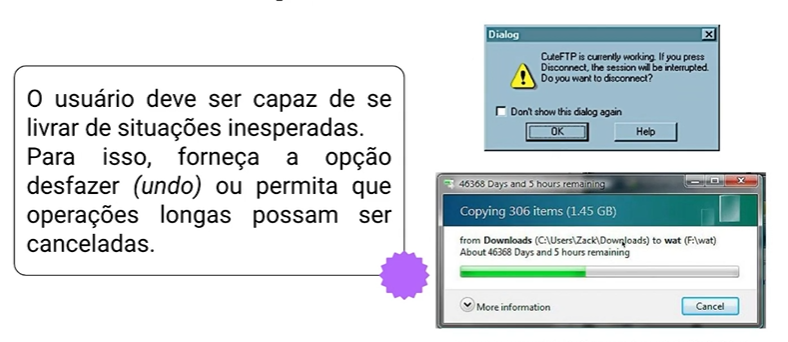 O usuário deve ser capaz de se
livrar de situações inesperadas.
Para isso, forneça a opção
desfazer (undo) ou permita que
operações longas possam ser
canceladas.
Dialog
CuteFTP is currently working. If you press
Disconnect, the session will be interrupted.
Do you want to disconnect?
Don't show this dialog again
OK Help
46368 Days and 5 hours remaining
Copying 306 items (1.45 GB)
from Downloads (C:\Users\Zack\Downloads) to wat (F:\wat)
About 46368 Days and 5 hours remaining
More information Cancel